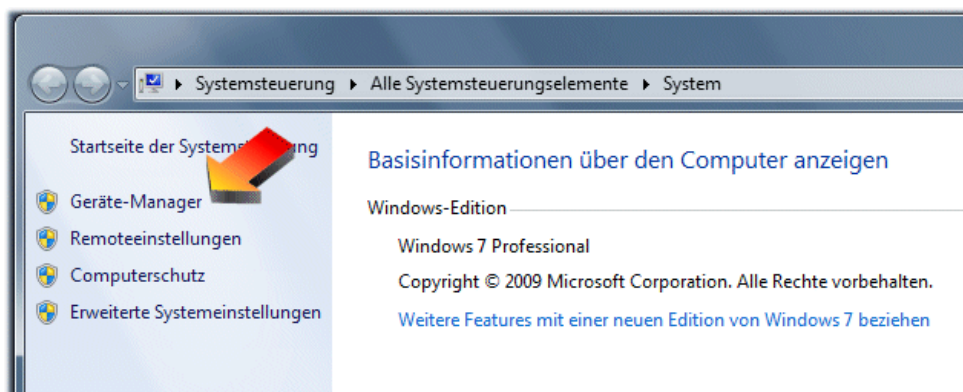 Systemsteuerung ▸ Alle Systemsteuerungselemente ▸ System
Startseite der
Geräte-Manager
Remoteeinstellungen
Computerschutz
Erweiterte Systemeinstellungen
Basisinformationen über den Computer anzeigen
Windows-Edition
Windows 7 Professional
Copyright © 2009 Microsoft Corporation. Alle Rechte vorbehalten.
Weitere Features mit einer neuen Edition von Windows 7 beziehen